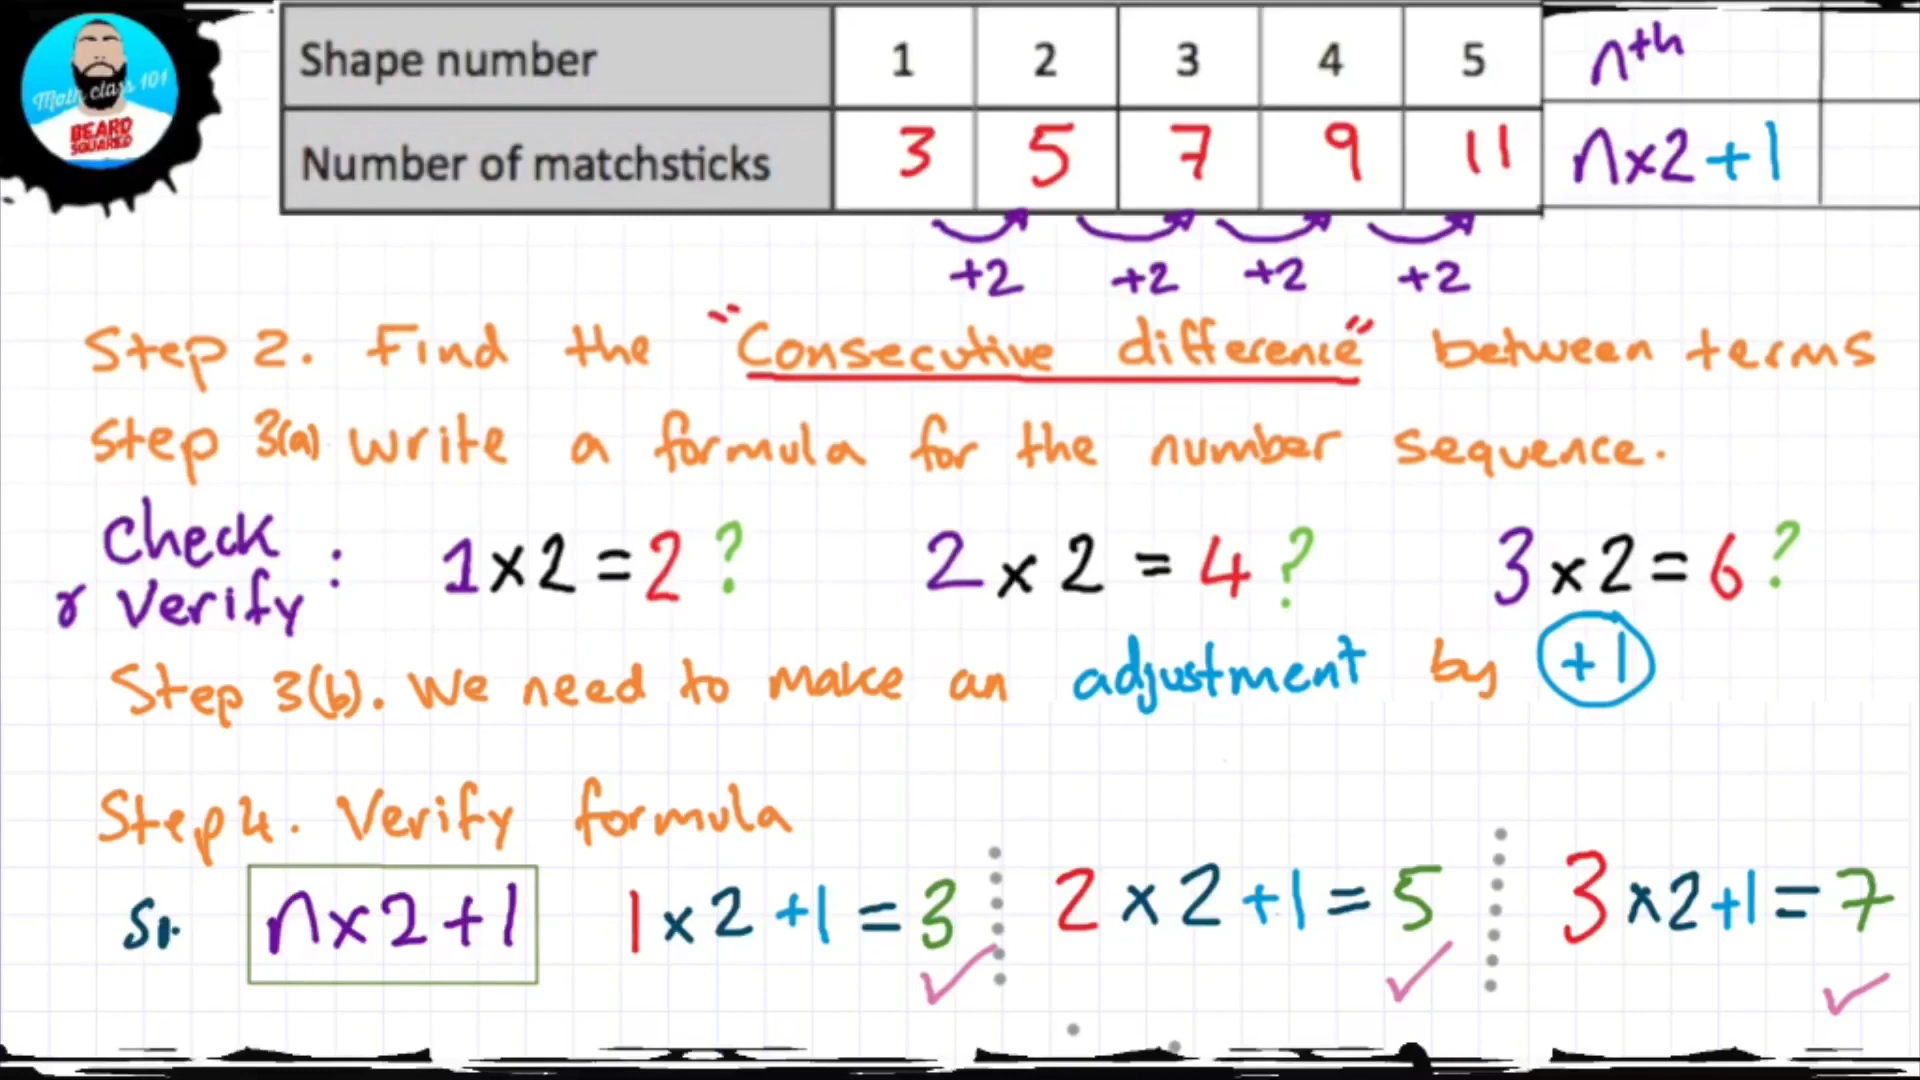 Math class 101
BEARD
SQUARED
Shape number 1 2 3 4 5 nth
Number of matchsticks 3 5 7 9 11 n×2+1
+2 +2 +2 +2
Step 2. Find the "Consecutive difference" between terms
Step 3(a) write a formula for the number sequence.
Check
& Verify : 1×2=2? 2×2=4? 3×2=6?
Step 3(b). We need to make an adjustment by +1
Step 4. Verify formula
n×2+1 1×2+1=3 2×2+1=5 3×2+1=7